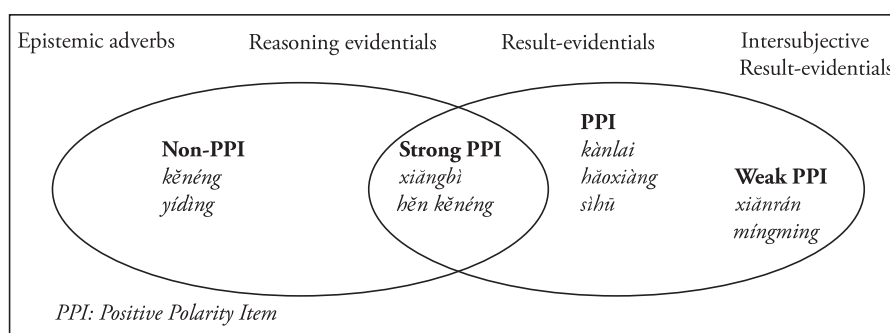 Epistemic adverbs
Reasoning evidentials
Result-evidentials
Intersubjective
Result-evidentials
Non-PPI
kěnéng
yídìng
Strong PPI
xiǎngbì
hěn kěnéng
PPI
kànlai
hǎoxiàng
sìhū
Weak PPI
xiǎnrán
míngming
PPI: Positive Polarity Item